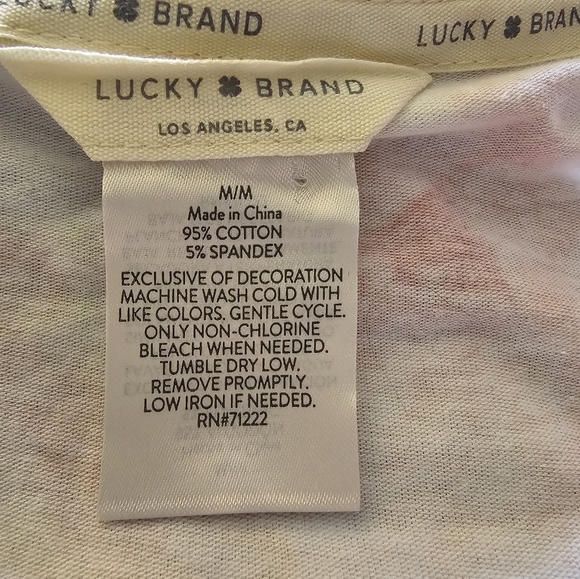 LUCKY BRAND
LUCKY BRAN
LUCKY BRAND
LOS ANGELES, CA
M/M
Made in China
95% COTTON
5% SPANDEX
EXCLUSIVE OF DECORATION
MACHINE WASH COLD WITH
LIKE COLORS. GENTLE CYCLE.
ONLY NON-CHLORINE
BLEACH WHEN NEEDED.
TUMBLE DRY LOW.
REMOVE PROMPTLY.
LOW IRON IF NEEDED.
RN#71222